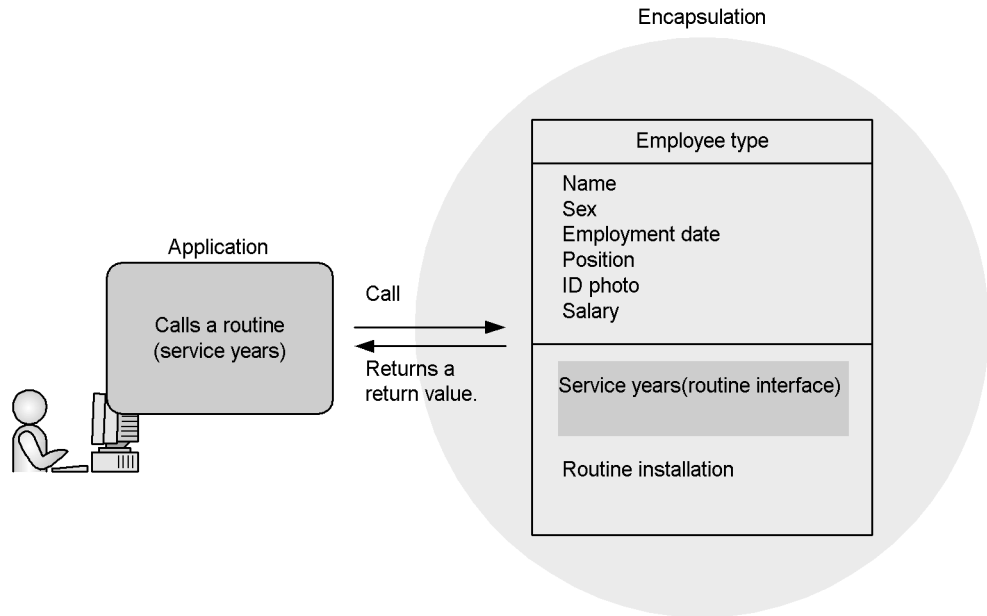 Encapsulation
Employee type
Name
Sex
Employment date
Position
ID photo
Salary
Application
Calls a routine
(service years)
Call
Returns a
return value.
Service years(routine interface)
Routine installation